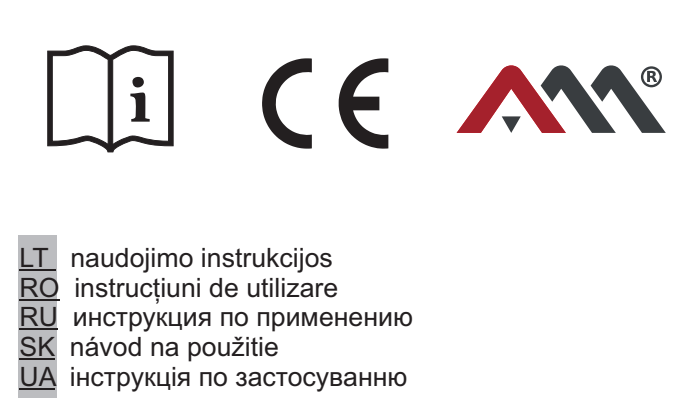 i CE AM®
LT naudojimo instrukcijos
RO instrucțiuni de utilizare
RU инструкция по применению
SK návod na použitie
UA інструкція по застосуванню